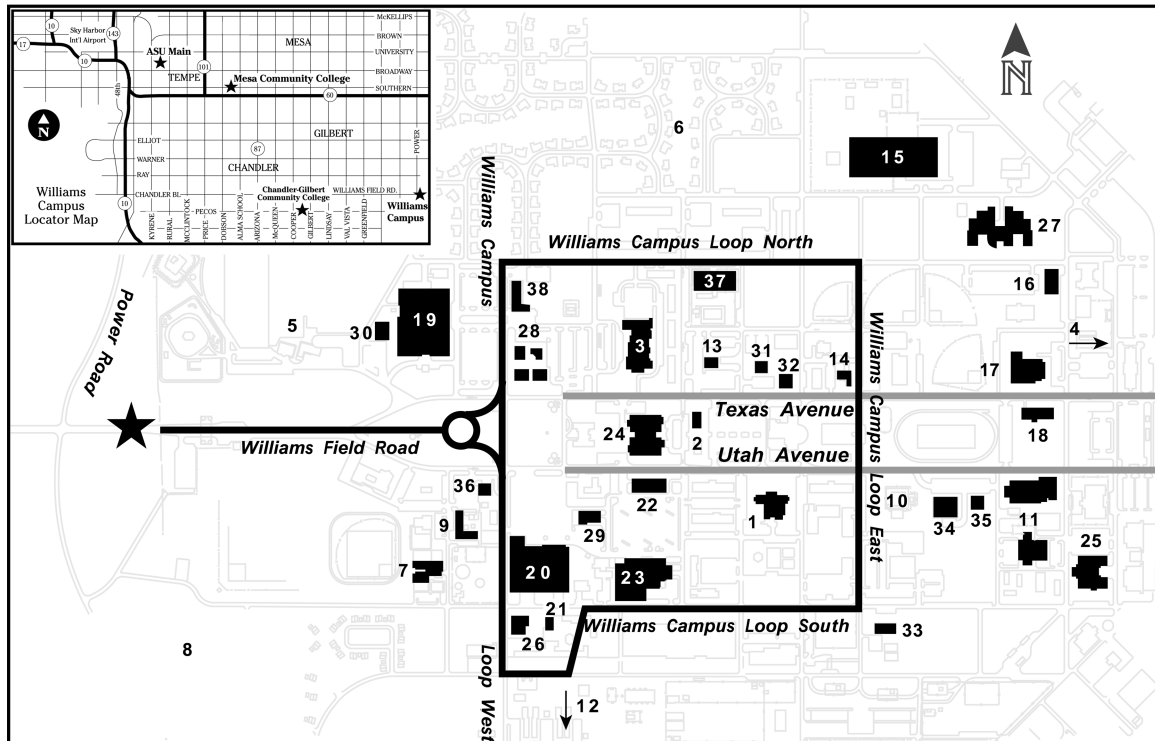 McKELLIPS
10
143
Sky Harbor
Int'l Airport
BROWN
MESA
17
ASU Main
UNIVERSITY
10
101
BROADWAY
TEMPE
Mesa Community College
SOUTHERN
48th
60
N
GILBERT
POWER
ELLIOT
87
WARNER
CHANDLER
RAY
Williams
Campus
Locator Map
CHANDLER BL.
Chandler-Gilbert
Community College
WILLIAMS FIELD RD.
Williams
Campus
10
PECOS
KYRENE
RURAL
McCLINTOCK
PRICE
DOBSON
ALMA SCHOOL
ARIZONA
McQUEEN
COOPER
GILBERT
LINDSAY
VAL VISTA
GREENFIELD
N
6
15
27
16
Williams Campus
Williams Campus Loop North
37
38
Power Road
5
30
19
28
3
13
31
32
14
Williams Campus Loop East
4
17
Texas Avenue
24
2
18
Williams Field Road
Utah Avenue
36
22
10
9
29
1
34
35
11
25
7
20
23
21
26
Williams Campus Loop South
33
8
Loop West
12